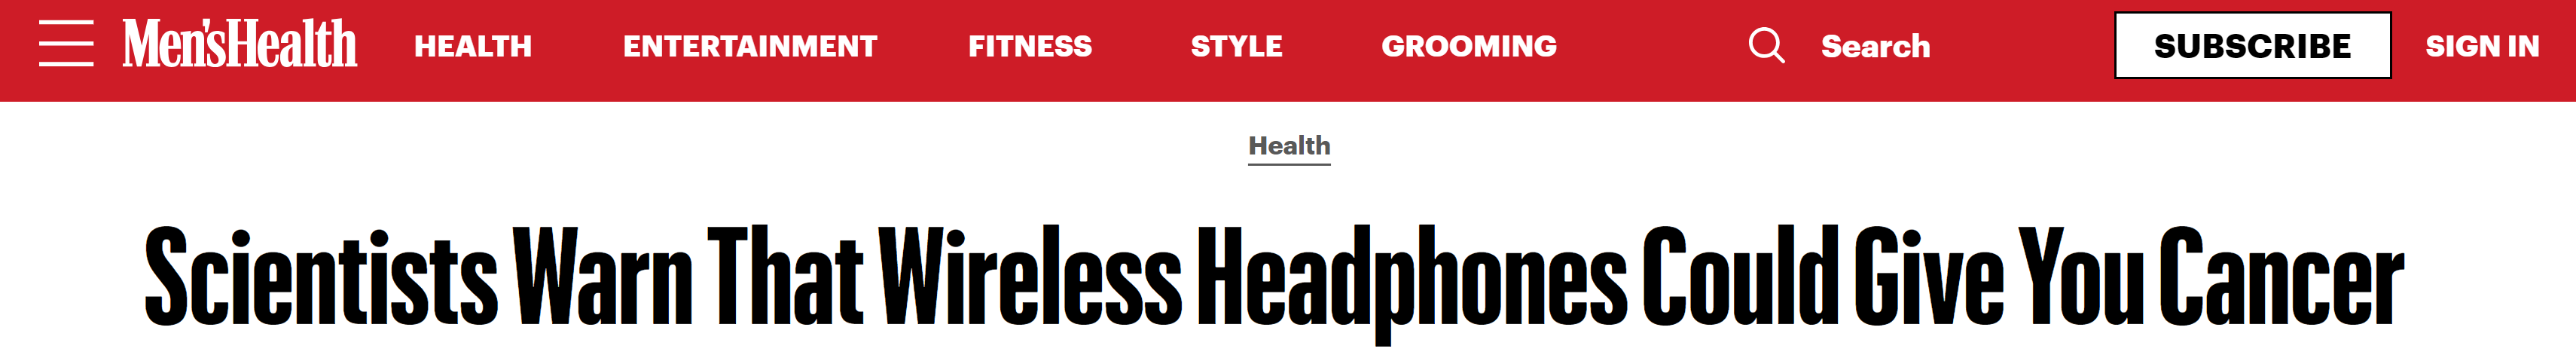 Men'sHealth HEALTH ENTERTAINMENT FITNESS STYLE GROOMING Search SUBSCRIBE SIGN IN
Health
Scientists Warn That Wireless Headphones Could Give You Cancer